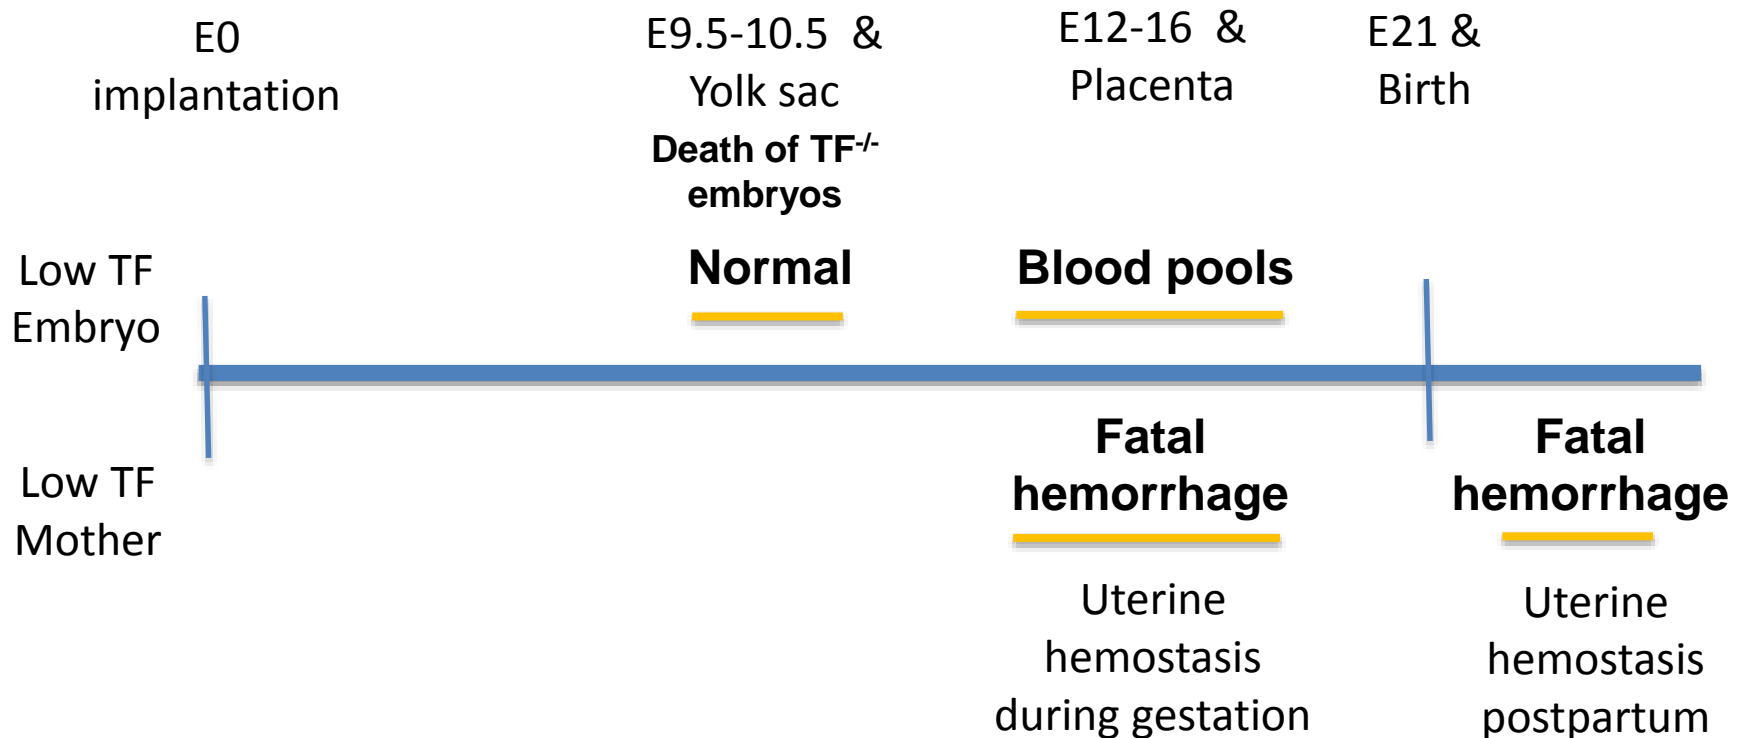 E0
implantation
E9.5-10.5 &
Yolk sac
Death of TF-/-
embryos
E12-16 &
Placenta
E21 &
Birth
Low TF
Embryo
Normal
Blood pools
Low TF
Mother
Fatal
hemorrhage
Uterine
hemostasis
during gestation
Fatal
hemorrhage
Uterine
hemostasis
postpartum